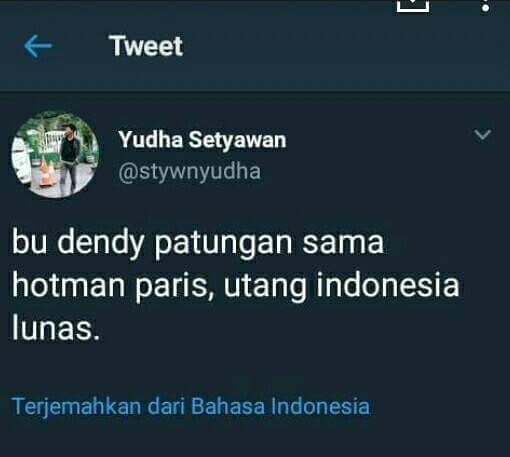 Tweet
Yudha Setyawan
@stywnyudha
bu dendy patungan sama
hotman paris, utang indonesia
lunas.
Terjemahkan dari Bahasa Indonesia